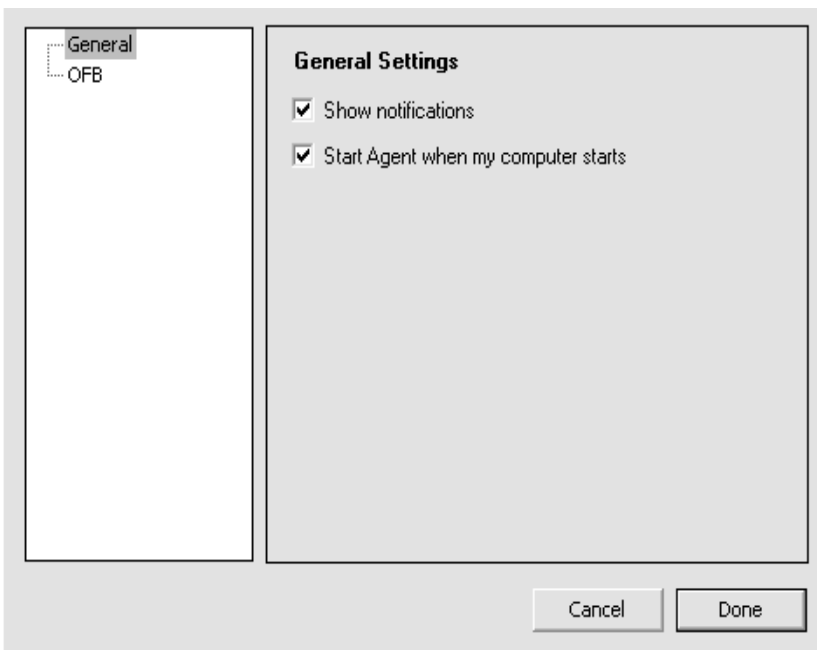 General
OFB
General Settings
Show notifications
Start Agent when my computer starts
Cancel
Done